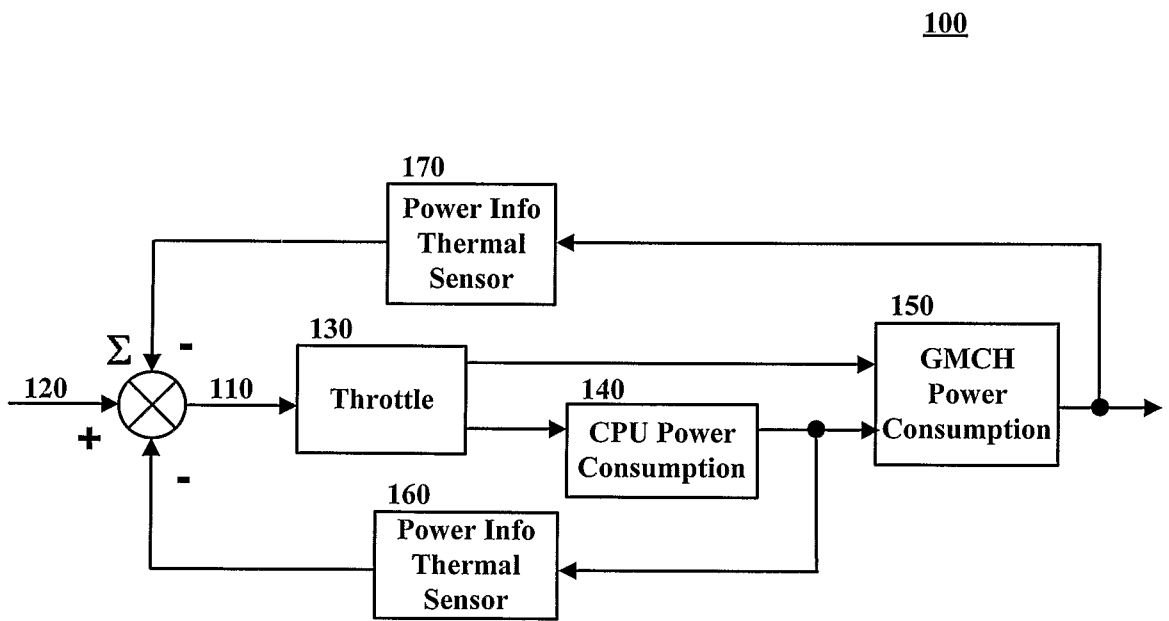 100
170
Power Info
Thermal
Sensor
130
150
Σ
-
120
110
Throttle
GMCH
Power
Consumption
140
+
CPU Power
Consumption
-
160
Power Info
Thermal
Sensor